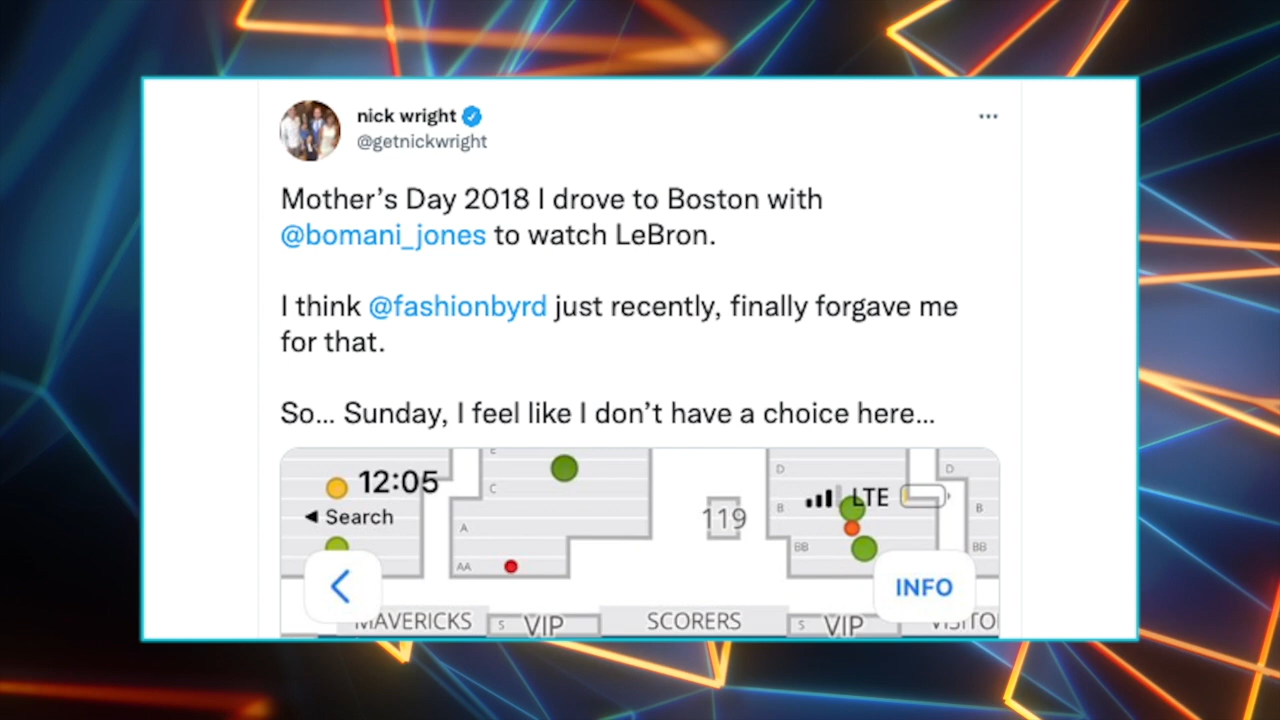 nick wright
@getnickwright
Mother’s Day 2018 I drove to Boston with
@bomani_jones to watch LeBron.
I think @fashionbyrd just recently, finally forgave me
for that.
So... Sunday, I feel like I don’t have a choice here...
E
D
D
12:05
C
LTE
Search
A
119
B
B
AA
BB
BB
INFO
MAVERICKS
S VIP
SCORERS
S VIP